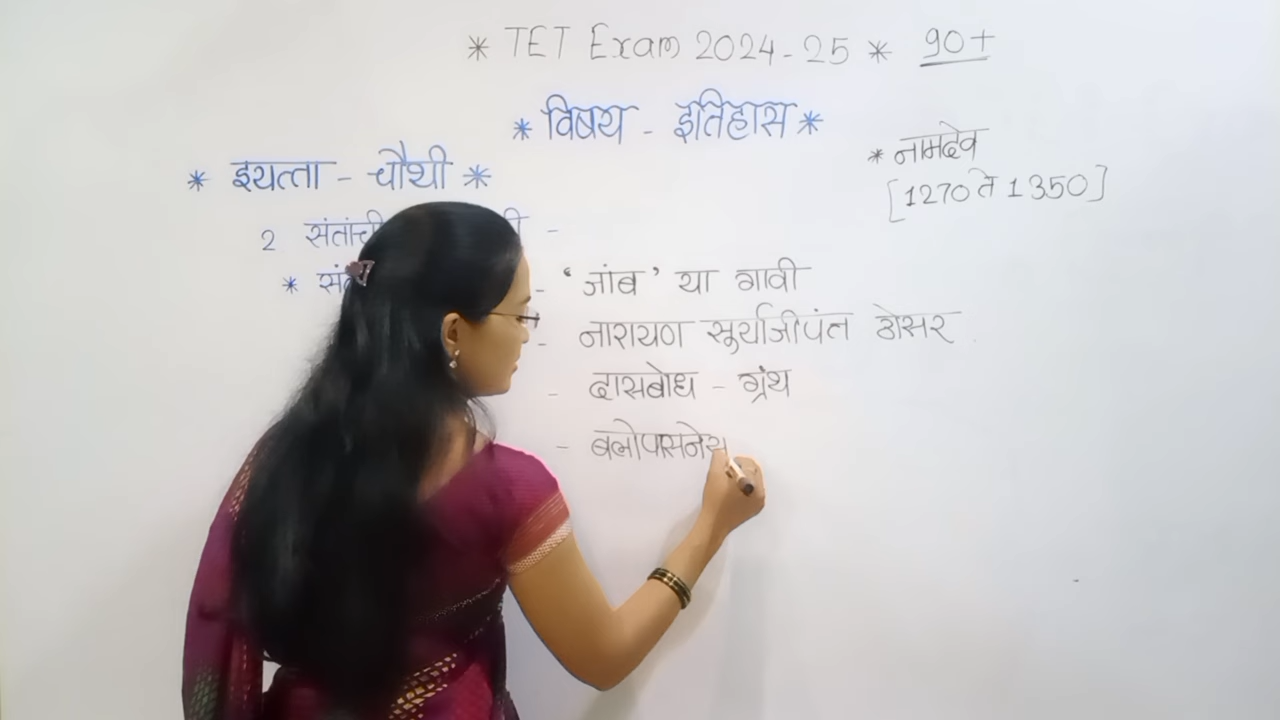 * TET Exam 2024-25 * 90+
* विषय - इतिहास *
* नामदेव
[1270 ते 1350]
* इयत्ता - चौथी *
2 -
* - ‘जांब’ या गावी
- नारायण सूर्याजीपंत ठोसर
- दासबोध - ग्रंथ
- बलोपासनेच